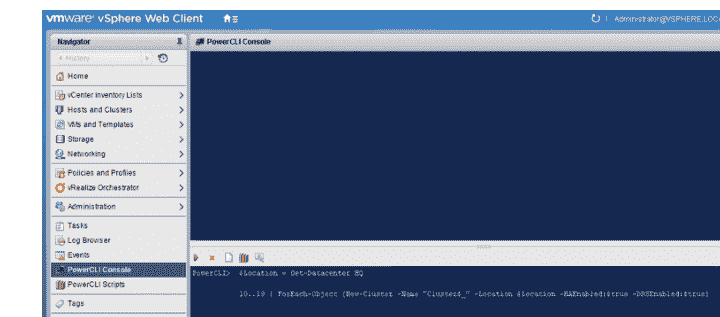 vmware® vSphere Web Client
Administrator@VSPHERE.LOC
Navigator
PowerCLI Console
History
Home
vCenter Inventory Lists
Hosts and Clusters
VMs and Templates
Storage
Networking
Policies and Profiles
vRealize Orchestrator
Administration
Tasks
Log Browser
Events
PowerCLI Console
PowerCLI Scripts
Tags
PowerCLI> $Location = Get-Datacenter HQ
10..19 | ForEach-Object {New-Cluster -Name "Cluster$_" -Location $Location -HAEnabled:$true -DRSEnabled:$true}